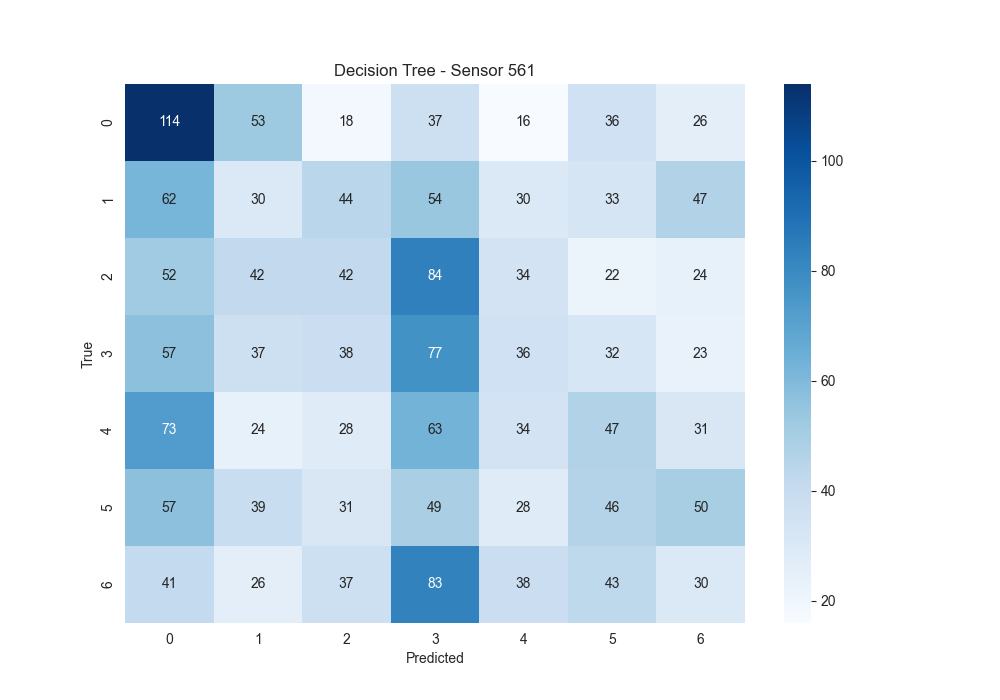 Decision Tree - Sensor 561
0 114 53 18 37 16 36 26
1 62 30 44 54 30 33 47
2 52 42 42 84 34 22 24
3 57 37 38 77 36 32 23
4 73 24 28 63 34 47 31
5 57 39 31 49 28 46 50
6 41 26 37 83 38 43 30
0 1 2 3 4 5 6
Predicted
True
100
80
60
40
20